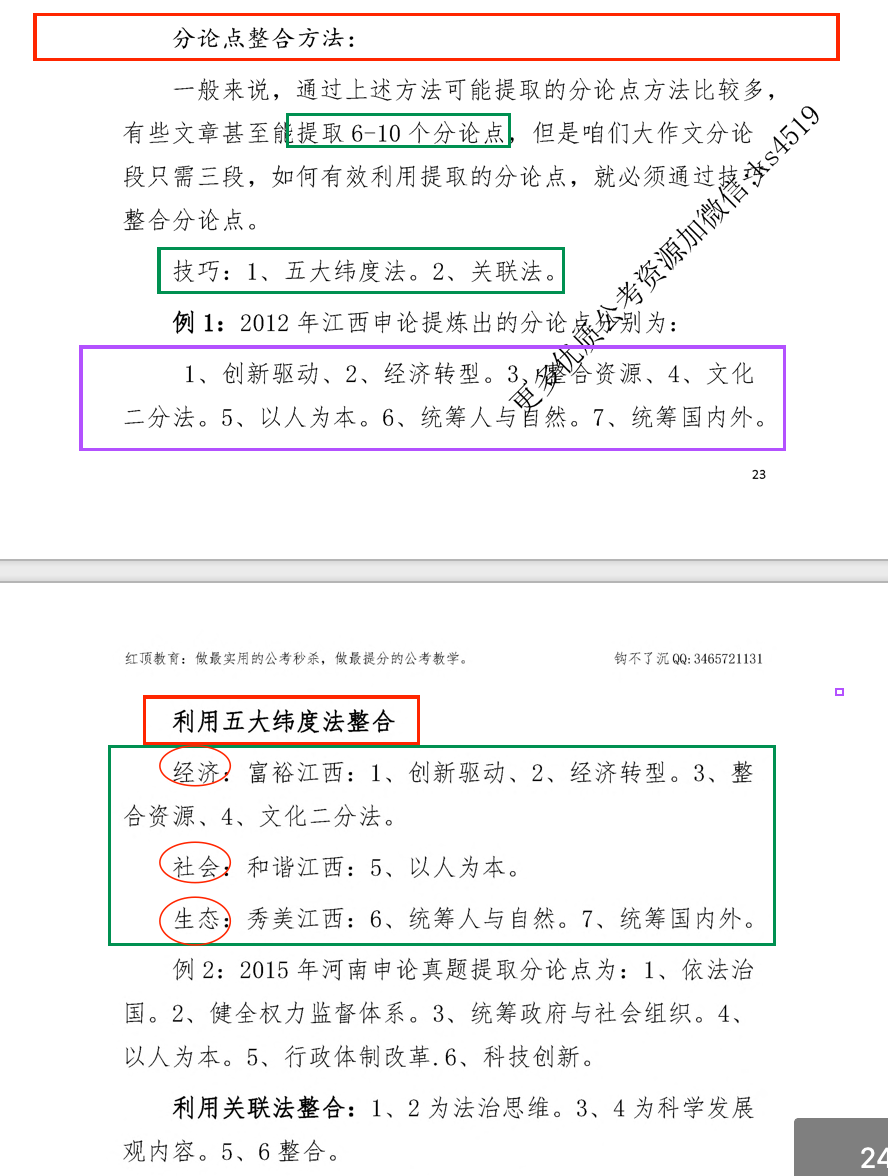 分论点整合方法：
一般来说，通过上述方法可能提取的分论点方法比较多，
有些文章甚至能提取 6-10 个分论点，但是咱们大作文分论
段只需三段，如何有效利用提取的分论点，就必须通过技巧
整合分论点。
技巧：1、五大纬度法。2、关联法。
例 1：2012 年江西申论提炼出的分论点分别为：
1、创新驱动、2、经济转型。3、整合资源、4、文化
二分法。5、以人为本。6、统筹人与自然。7、统筹国内外。
更多优质公考资源加微信:ks4519
23
红顶教育：做最实用的公考秒杀，做最提分的公考教学。 钩不了沉 QQ:3465721131
利用五大纬度法整合
经济：富裕江西：1、创新驱动、2、经济转型。3、整
合资源、4、文化二分法。
社会：和谐江西：5、以人为本。
生态：秀美江西：6、统筹人与自然。7、统筹国内外。
例 2：2015 年河南申论真题提取分论点为：1、依法治
国。2、健全权力监督体系。3、统筹政府与社会组织。4、
以人为本。5、行政体制改革.6、科技创新。
利用关联法整合：1、2 为法治思维。3、4 为科学发展
观内容。5、6 整合。
24